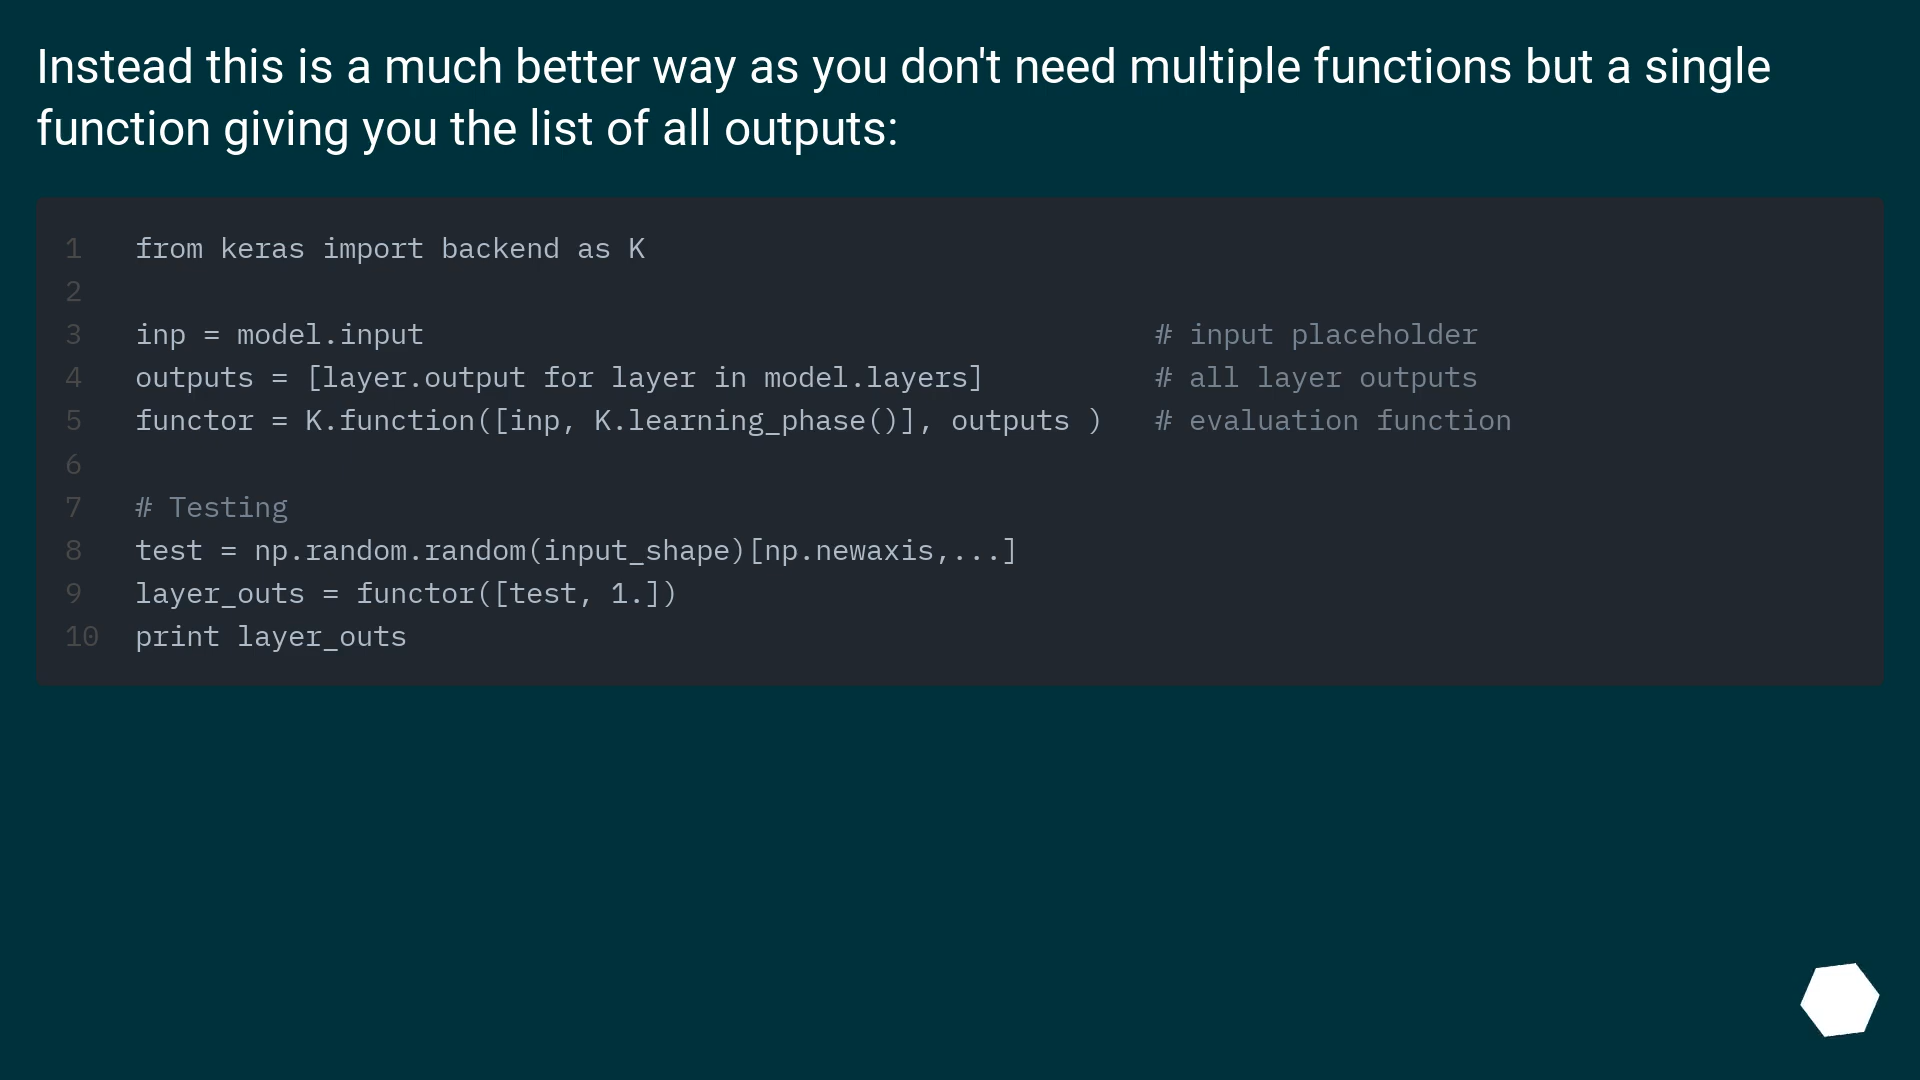 Instead this is a much better way as you don't need multiple functions but a single
function giving you the list of all outputs:
1 from keras import backend as K
2
3 inp = model.input # input placeholder
4 outputs = [layer.output for layer in model.layers] # all layer outputs
5 functor = K.function([inp, K.learning_phase()], outputs ) # evaluation function
6
7 # Testing
8 test = np.random.random(input_shape)[np.newaxis,...]
9 layer_outs = functor([test, 1.])
10 print layer_outs